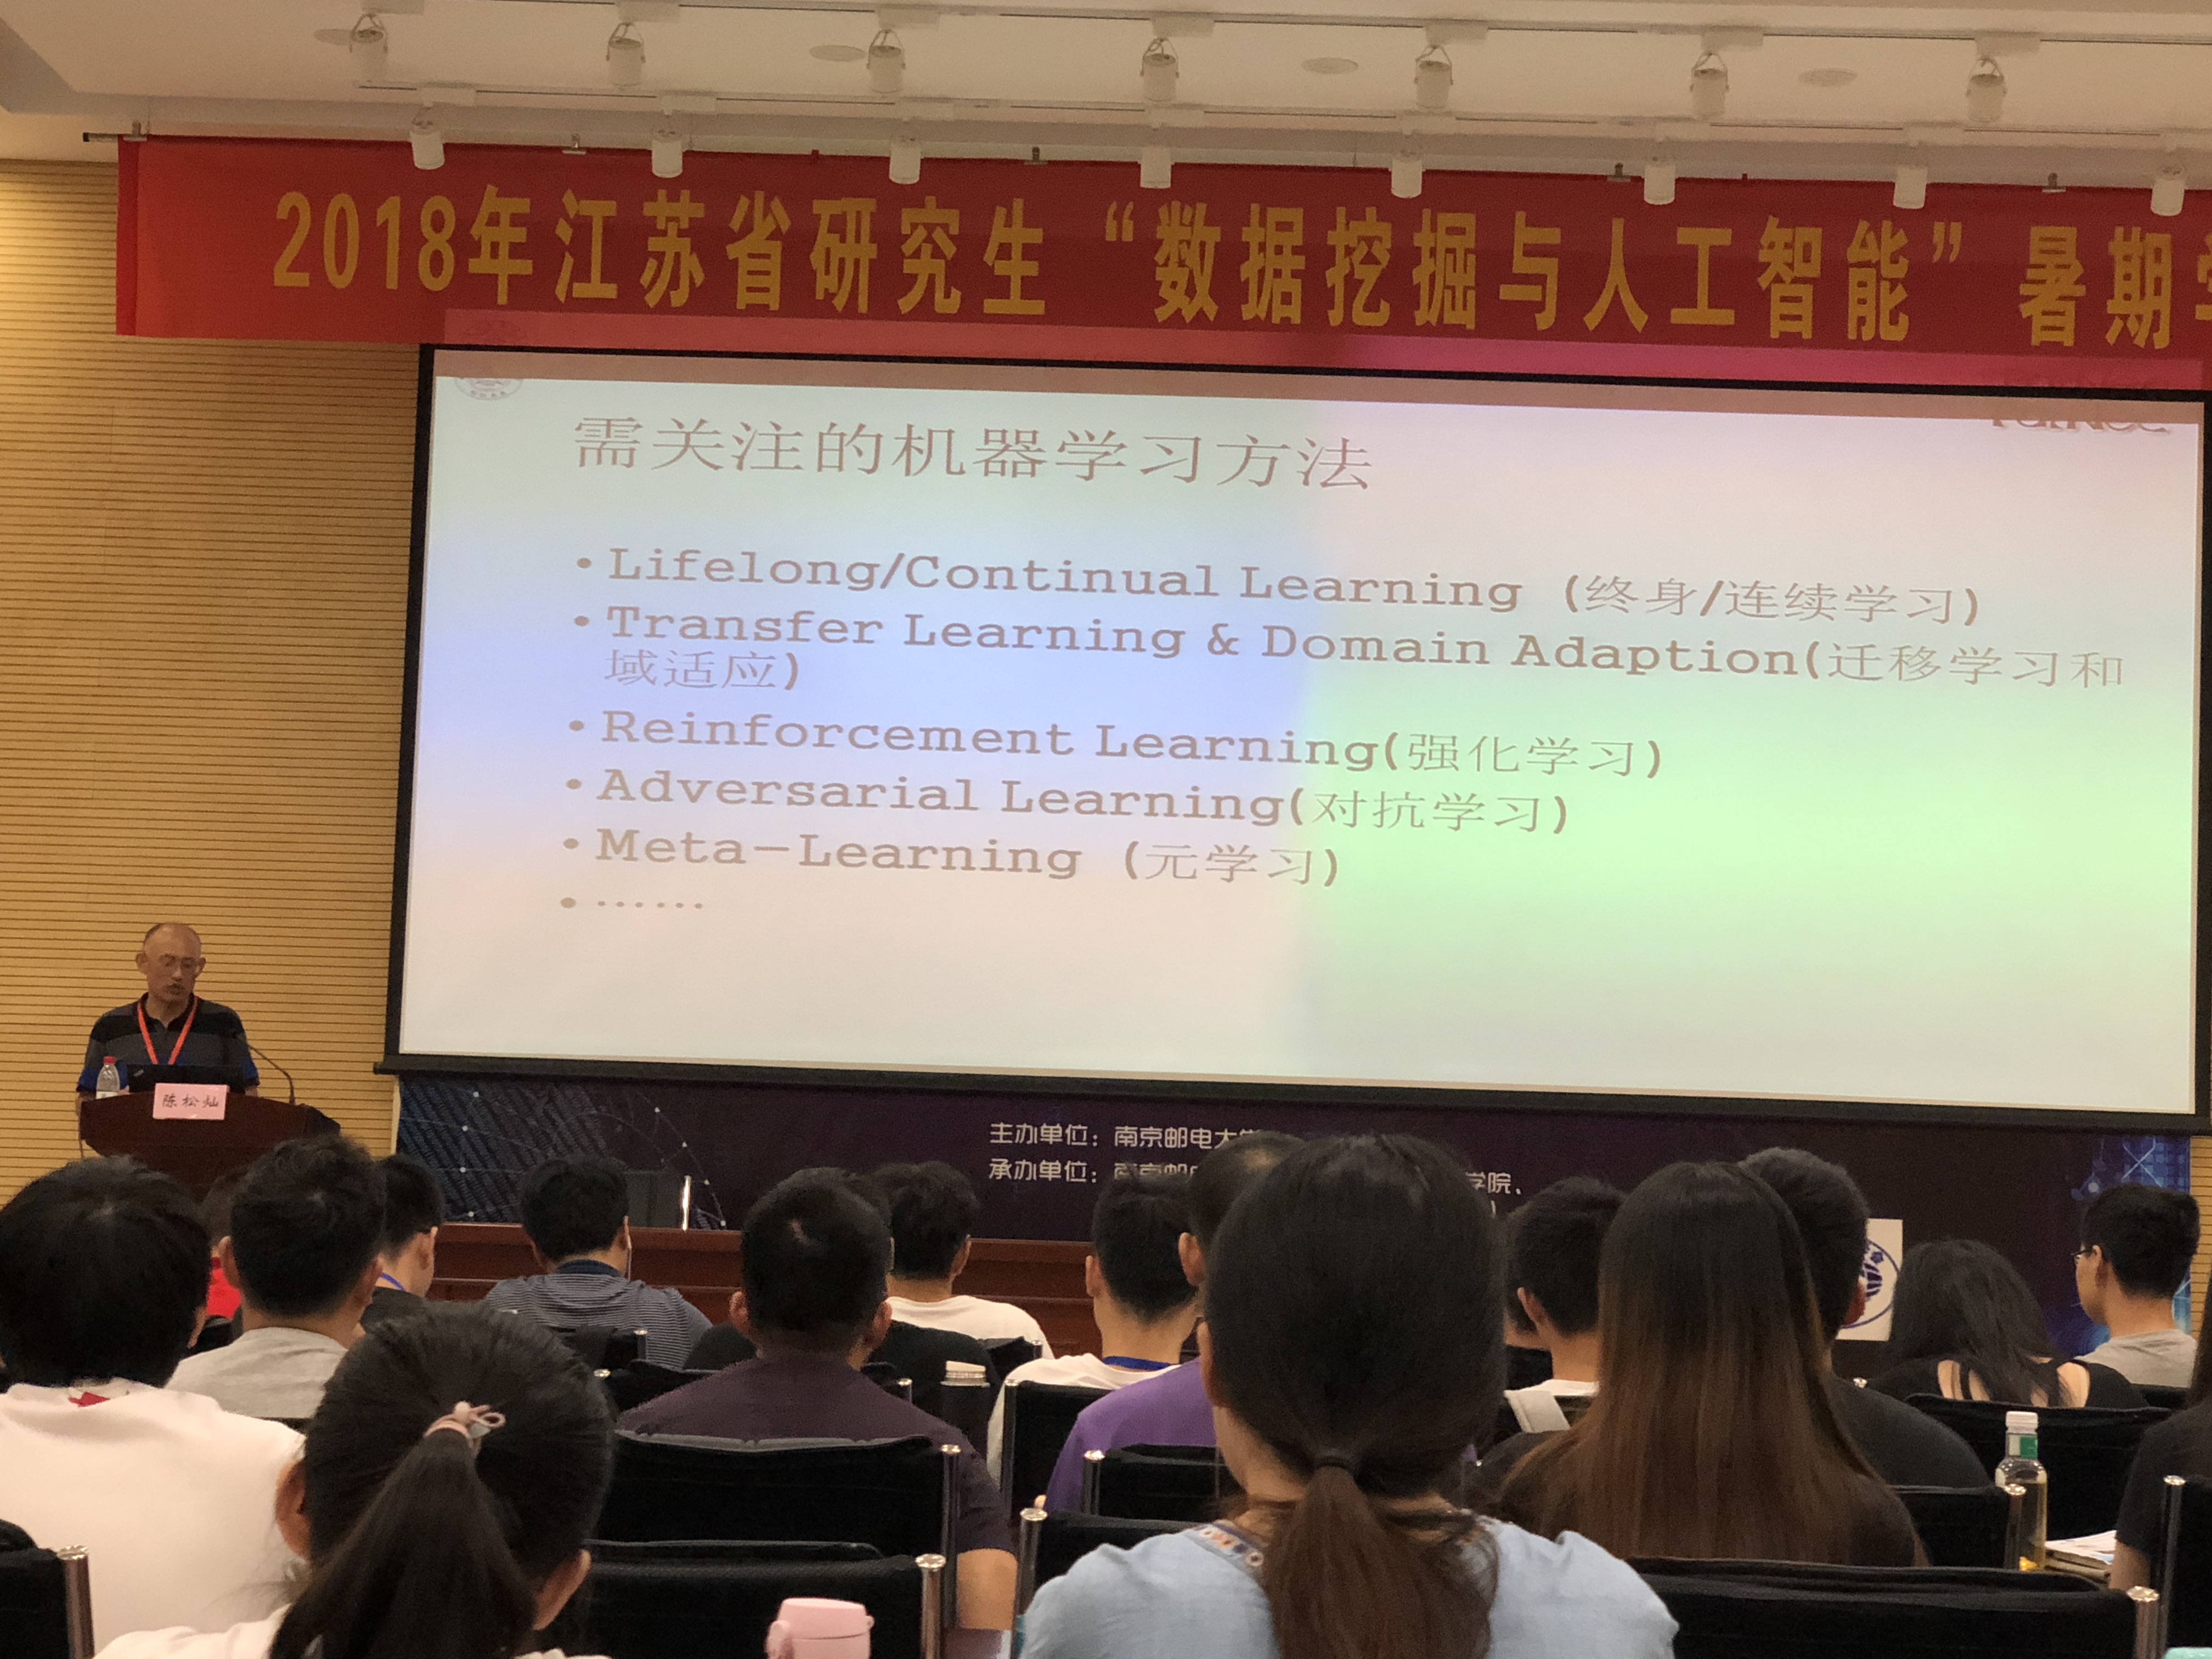 2018年江苏省研究生“数据挖掘与人工智能”暑期
需关注的机器学习方法
• Lifelong/Continual Learning (终身/连续学习)
• Transfer Learning & Domain Adaption(迁移学习和
域适应)
• Reinforcement Learning(强化学习)
• Adversarial Learning(对抗学习)
• Meta-Learning (元学习)
• ……
陈松灿
主办单位：南京邮电大
承办单位：南京邮
学院、